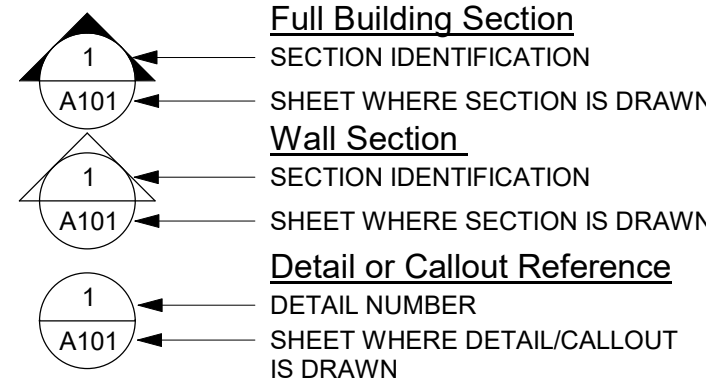 Full Building Section
1
SECTION IDENTIFICATION
A101
SHEET WHERE SECTION IS DRAWN
Wall Section
1
SECTION IDENTIFICATION
A101
SHEET WHERE SECTION IS DRAWN
Detail or Callout Reference
1
DETAIL NUMBER
A101
SHEET WHERE DETAIL/CALLOUT
IS DRAWN